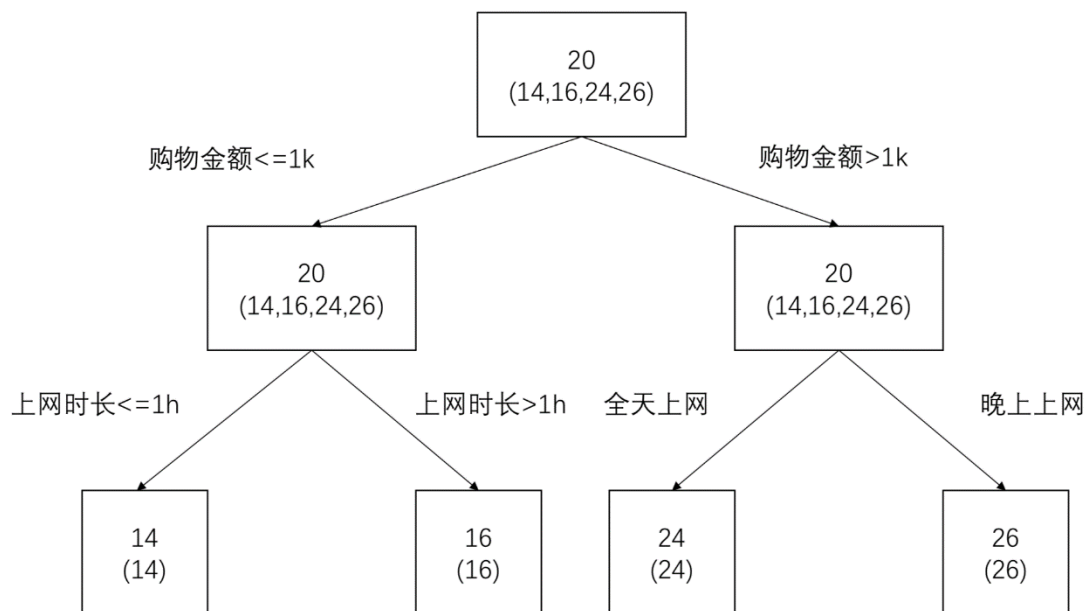 20
(14,16,24,26)
购物金额<=1k
购物金额>1k
20
(14,16,24,26)
20
(14,16,24,26)
上网时长<=1h
上网时长>1h
全天上网
晚上上网
14
(14)
16
(16)
24
(24)
26
(26)